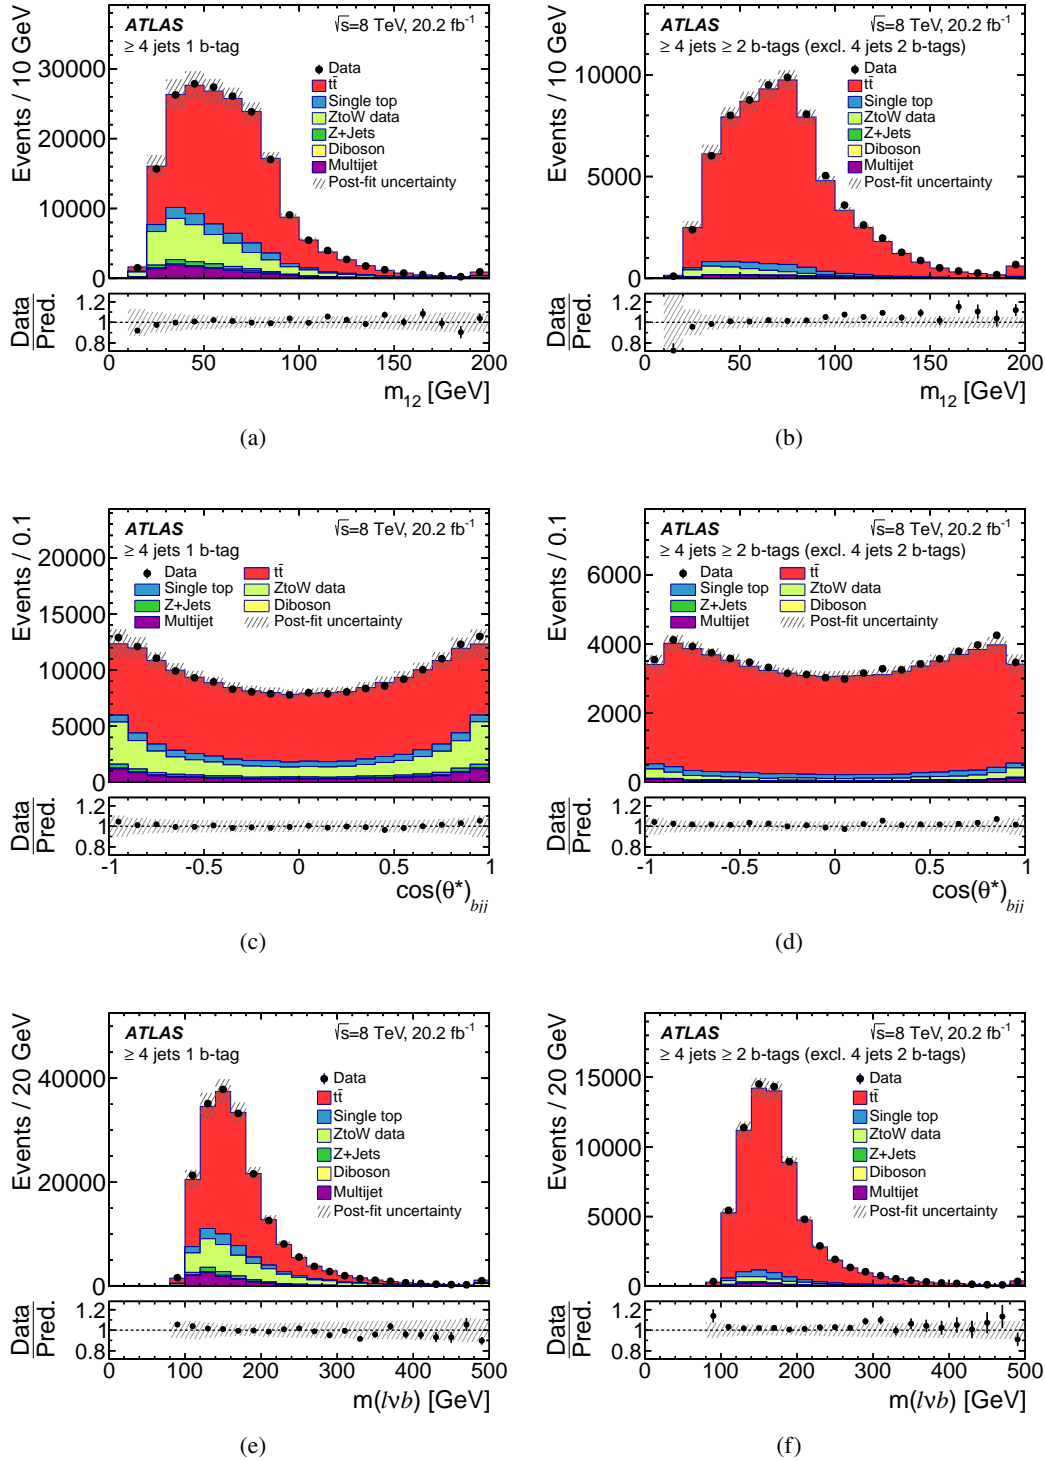 ATLAS
√s=8 TeV, 20.2 fb⁻¹
≥ 4 jets 1 b-tag
Events / 10 GeV
30000
20000
10000
0
Data
tt̄
Single top
ZtoW data
Z+Jets
Diboson
Multijet
Post-fit uncertainty
Data
Pred.
1.2
1
0.8
0 50 100 150 200
m₁₂ [GeV]
(a)
ATLAS
√s=8 TeV, 20.2 fb⁻¹
≥ 4 jets ≥ 2 b-tags (excl. 4 jets 2 b-tags)
Events / 10 GeV
10000
5000
0
Data
tt̄
Single top
ZtoW data
Z+Jets
Diboson
Multijet
Post-fit uncertainty
Data
Pred.
1.2
1
0.8
0 50 100 150 200
m₁₂ [GeV]
(b)
ATLAS
√s=8 TeV, 20.2 fb⁻¹
≥ 4 jets 1 b-tag
Events / 0.1
20000
15000
10000
5000
0
Data tt̄
Single top ZtoW data
Z+Jets Diboson
Multijet Post-fit uncertainty
Data
Pred.
1.2
1
0.8
-1 -0.5 0 0.5 1
cos(θ*)bjj
(c)
ATLAS
√s=8 TeV, 20.2 fb⁻¹
≥ 4 jets ≥ 2 b-tags (excl. 4 jets 2 b-tags)
Events / 0.1
6000
4000
2000
0
Data tt̄
Single top ZtoW data
Z+Jets Diboson
Multijet Post-fit uncertainty
Data
Pred.
1.2
1
0.8
-1 -0.5 0 0.5 1
cos(θ*)bjj
(d)
ATLAS
√s=8 TeV, 20.2 fb⁻¹
≥ 4 jets 1 b-tag
Events / 20 GeV
40000
20000
0
Data
tt̄
Single top
ZtoW data
Z+Jets
Diboson
Multijet
Post-fit uncertainty
Data
Pred.
1.2
1
0.8
0 100 200 300 400 500
m(lνb) [GeV]
(e)
ATLAS
√s=8 TeV, 20.2 fb⁻¹
≥ 4 jets ≥ 2 b-tags (excl. 4 jets 2 b-tags)
Events / 20 GeV
15000
10000
5000
0
Data
tt̄
Single top
ZtoW data
Z+Jets
Diboson
Multijet
Post-fit uncertainty
Data
Pred.
1.2
1
0.8
0 100 200 300 400 500
m(lνb) [GeV]
(f)